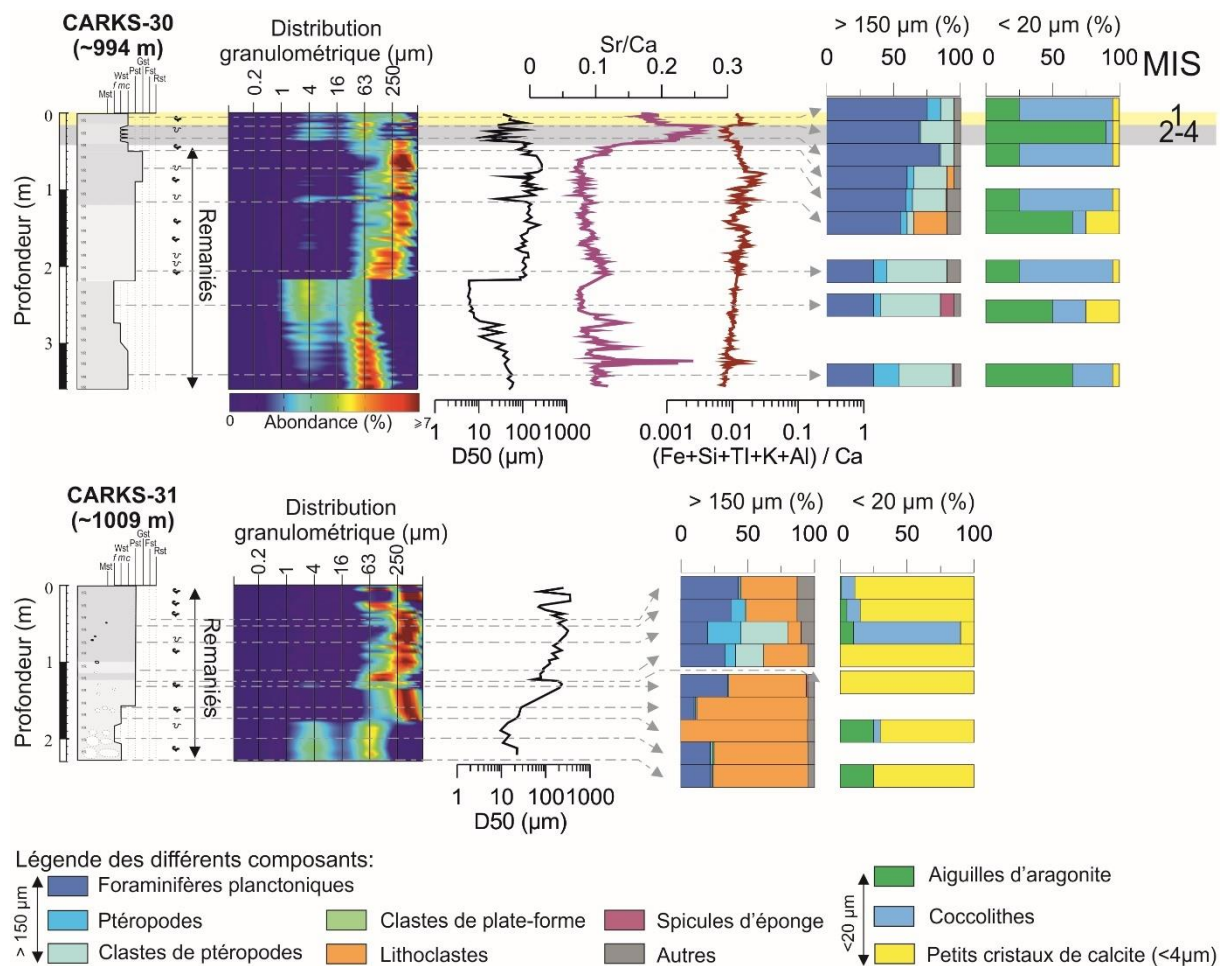 CARKS-30
(~994 m)
Distribution
granulométrique (µm)
> 150 µm (%)
< 20 µm (%)
Sr/Ca
0 0.1 0.2 0.3
0 50 100
0 50 100
MIS
Mst Wst Pst Gst Fst Rst
f mc
0.2 1 4 16 63 250
0
1
2
3
Profondeur (m)
Remaniés
1
2-4
0 Abondance (%) ⩾7
1 10 100 1000
D50 (µm)
0.001 0.01 0.1 1
(Fe+Si+TI+K+Al) / Ca
CARKS-31
(~1009 m)
Distribution
granulométrique (µm)
> 150 µm (%)
< 20 µm (%)
0 50 100
0 50 100
Mst Wst Pst Gst Fst Rst
f mc
0.2 1 4 16 63 250
0
1
2
Profondeur (m)
Remaniés
1 10 100 1000
D50 (µm)
Légende des différents composants:
> 150 µm
Foraminifères planctoniques
Ptéropodes
Clastes de ptéropodes
Clastes de plate-forme
Lithoclastes
Spicules d'éponge
Autres
<20 µm
Aiguilles d'aragonite
Coccolithes
Petits cristaux de calcite (<4µm)